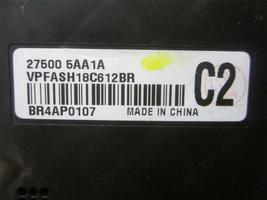 27500 5AA1A
VPFASH18C612BR
C2
BR4AP0107
MADE IN CHINA